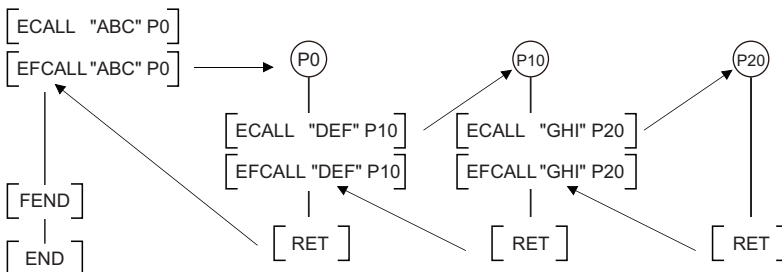 ECALL "ABC" P0
EFCALL "ABC" P0
FEND
END
P0
ECALL "DEF" P10
EFCALL "DEF" P10
RET
P10
ECALL "GHI" P20
EFCALL "GHI" P20
RET
P20
RET